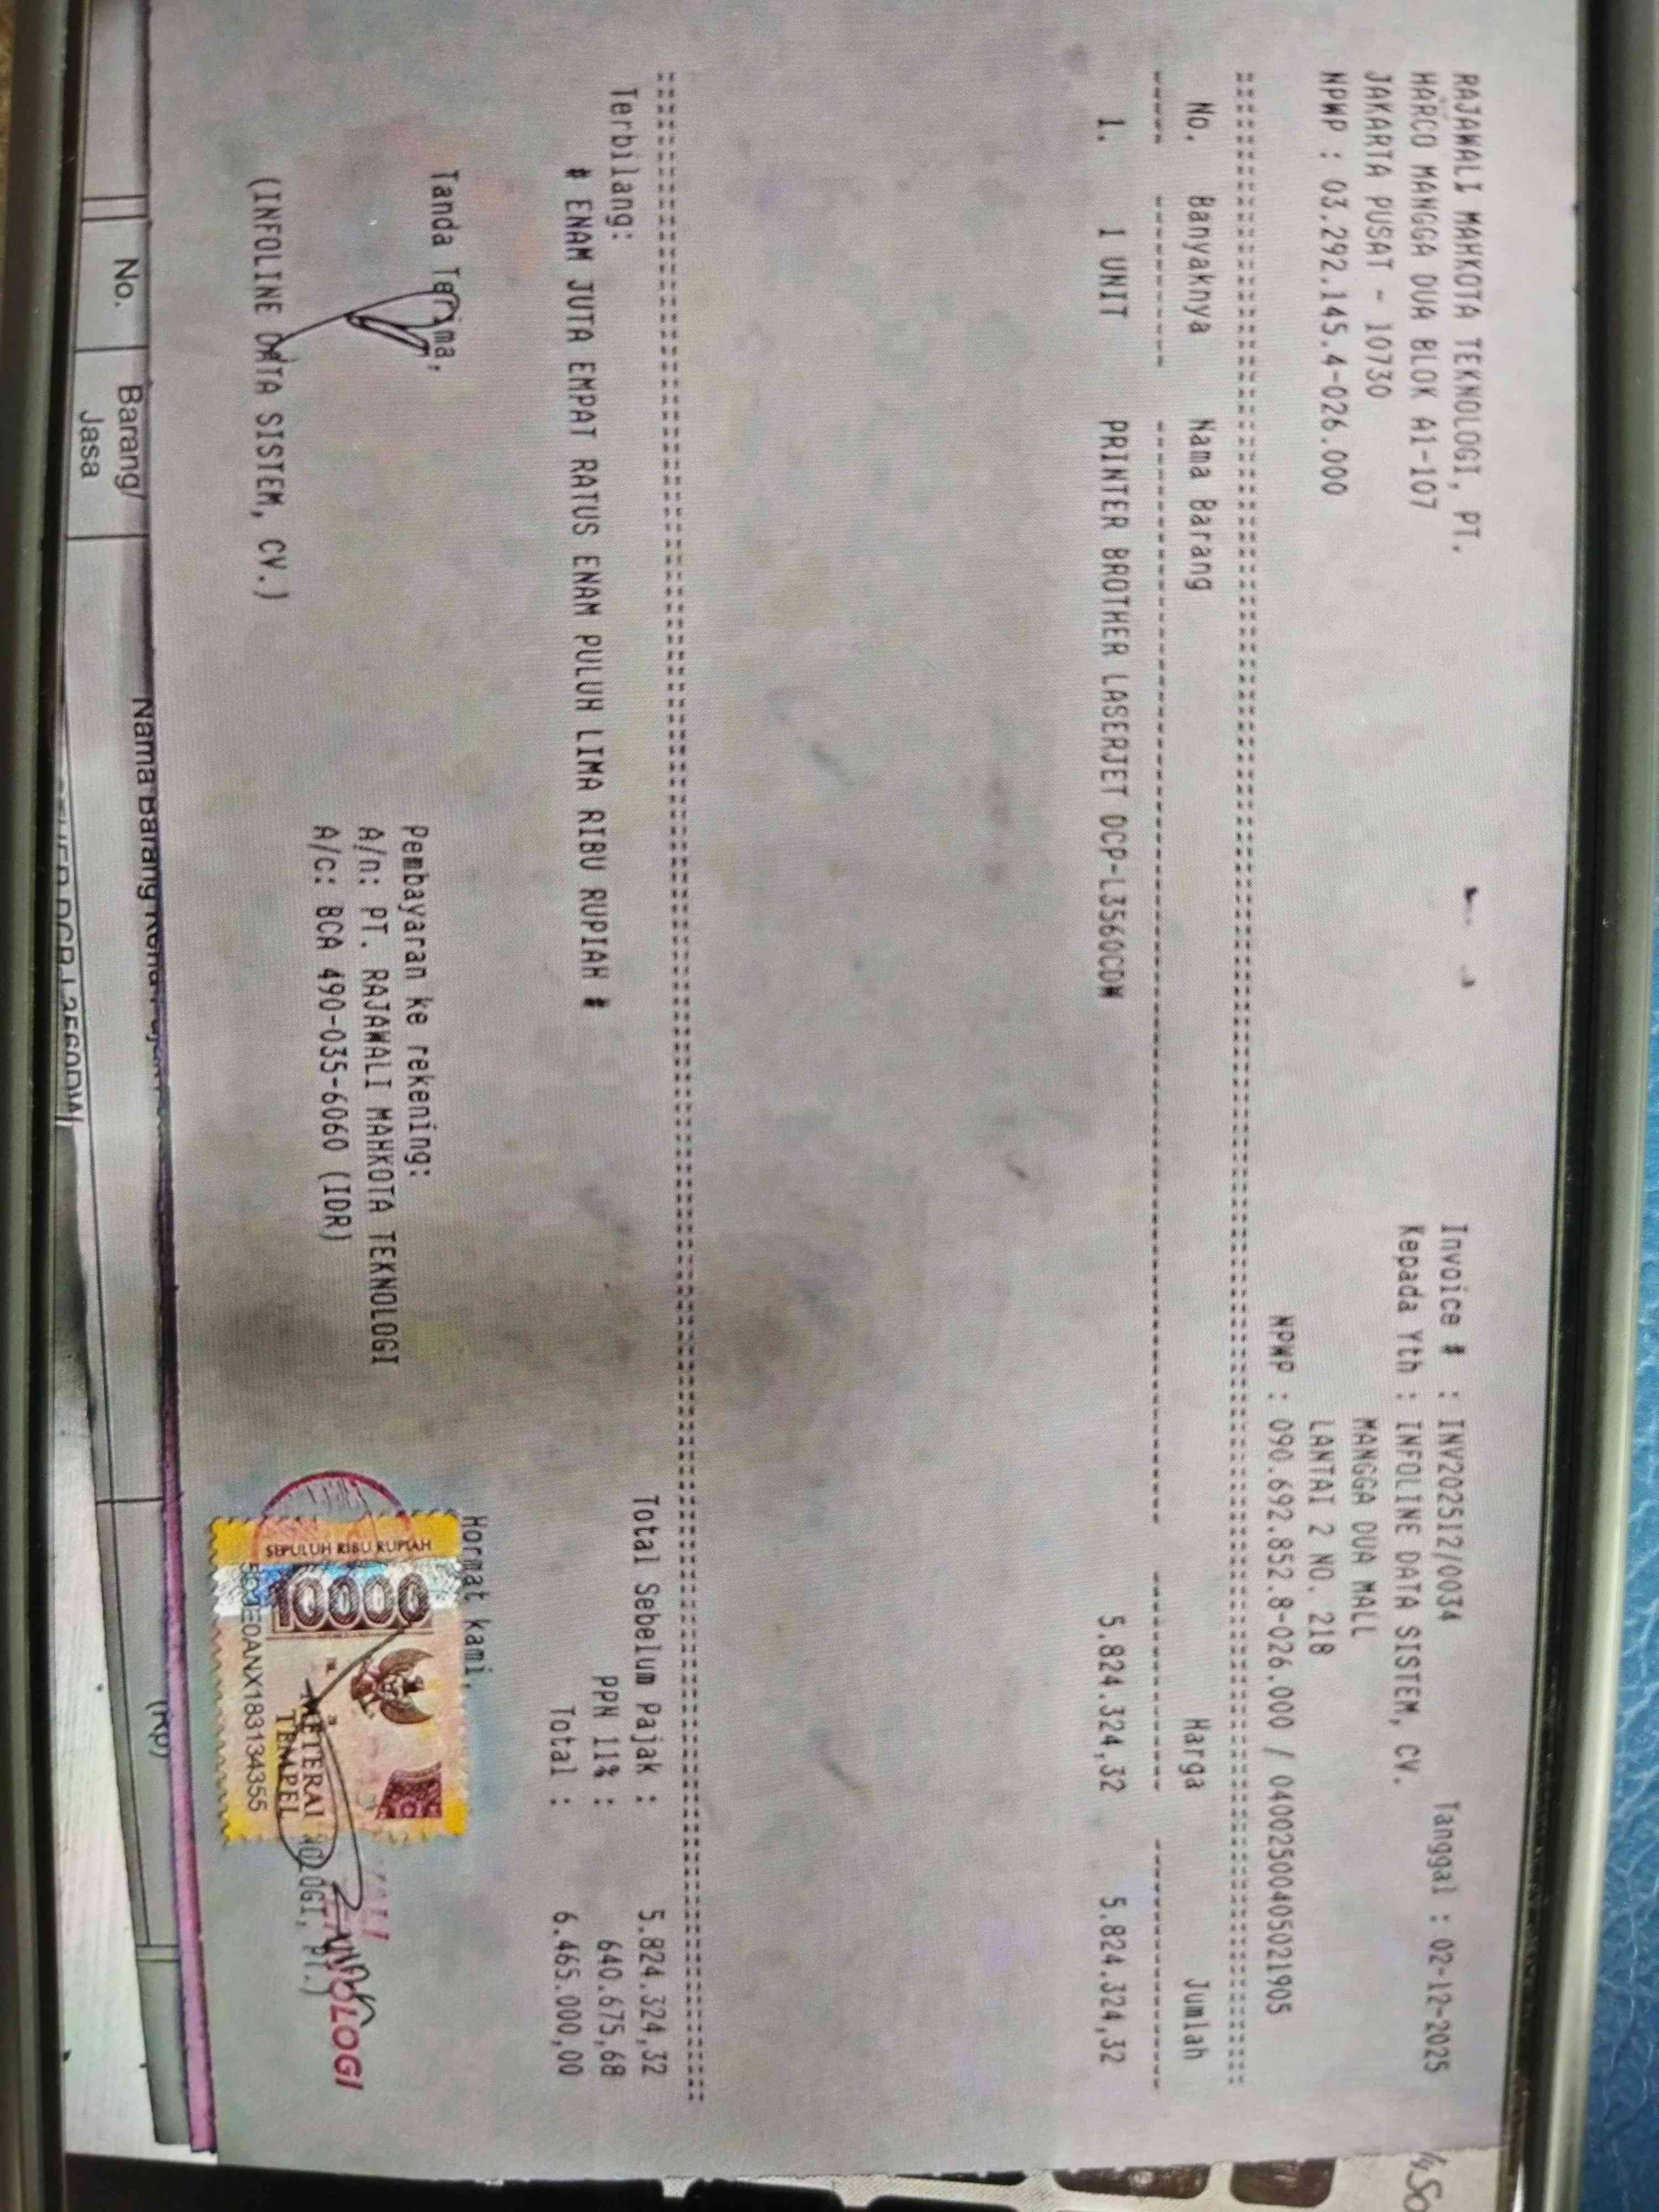 RAJAWALI MAHKOTA TEKNOLOGI, PT.
HARCO MANGGA DUA BLOK A1-107
JAKARTA PUSAT - 10730
NPWP : 03.292.145.4-026.000
Invoice # : INV202512/0034 Tanggal : 02-12-2025
Kepada Yth : INFOLINE DATA SISTEM, CV.
MANGGA DUA MALL
LANTAI 2 NO. 218
NPWP : 090.692.852.8-026.000 / 04002500405021905
No. Banyaknya Nama Barang Harga Jumlah
1. 1 UNIT PRINTER BROTHER LASERJET DCP-L3560CDW 5.824.324,32 5.824.324,32
Total Sebelum Pajak : 5.824.324,32
PPN 11% : 640.675,68
Total : 6.465.000,00
Terbilang:
# ENAM JUTA EMPAT RATUS ENAM PULUH LIMA RIBU RUPIAH #
Tanda Terima,
(INFOLINE DATA SISTEM, CV.)
Pembayaran ke rekening:
A/n: PT. RAJAWALI MAHKOTA TEKNOLOGI
A/c: BCA 490-035-6060 (IDR)
Hormat kami,
SEPULUH RIBU RUPIAH
10000
METERAI
TEMPEL
NOLOGI, PT.)
NOLOGI
No.
Barang/
Jasa
Nama Barang
(Rp)